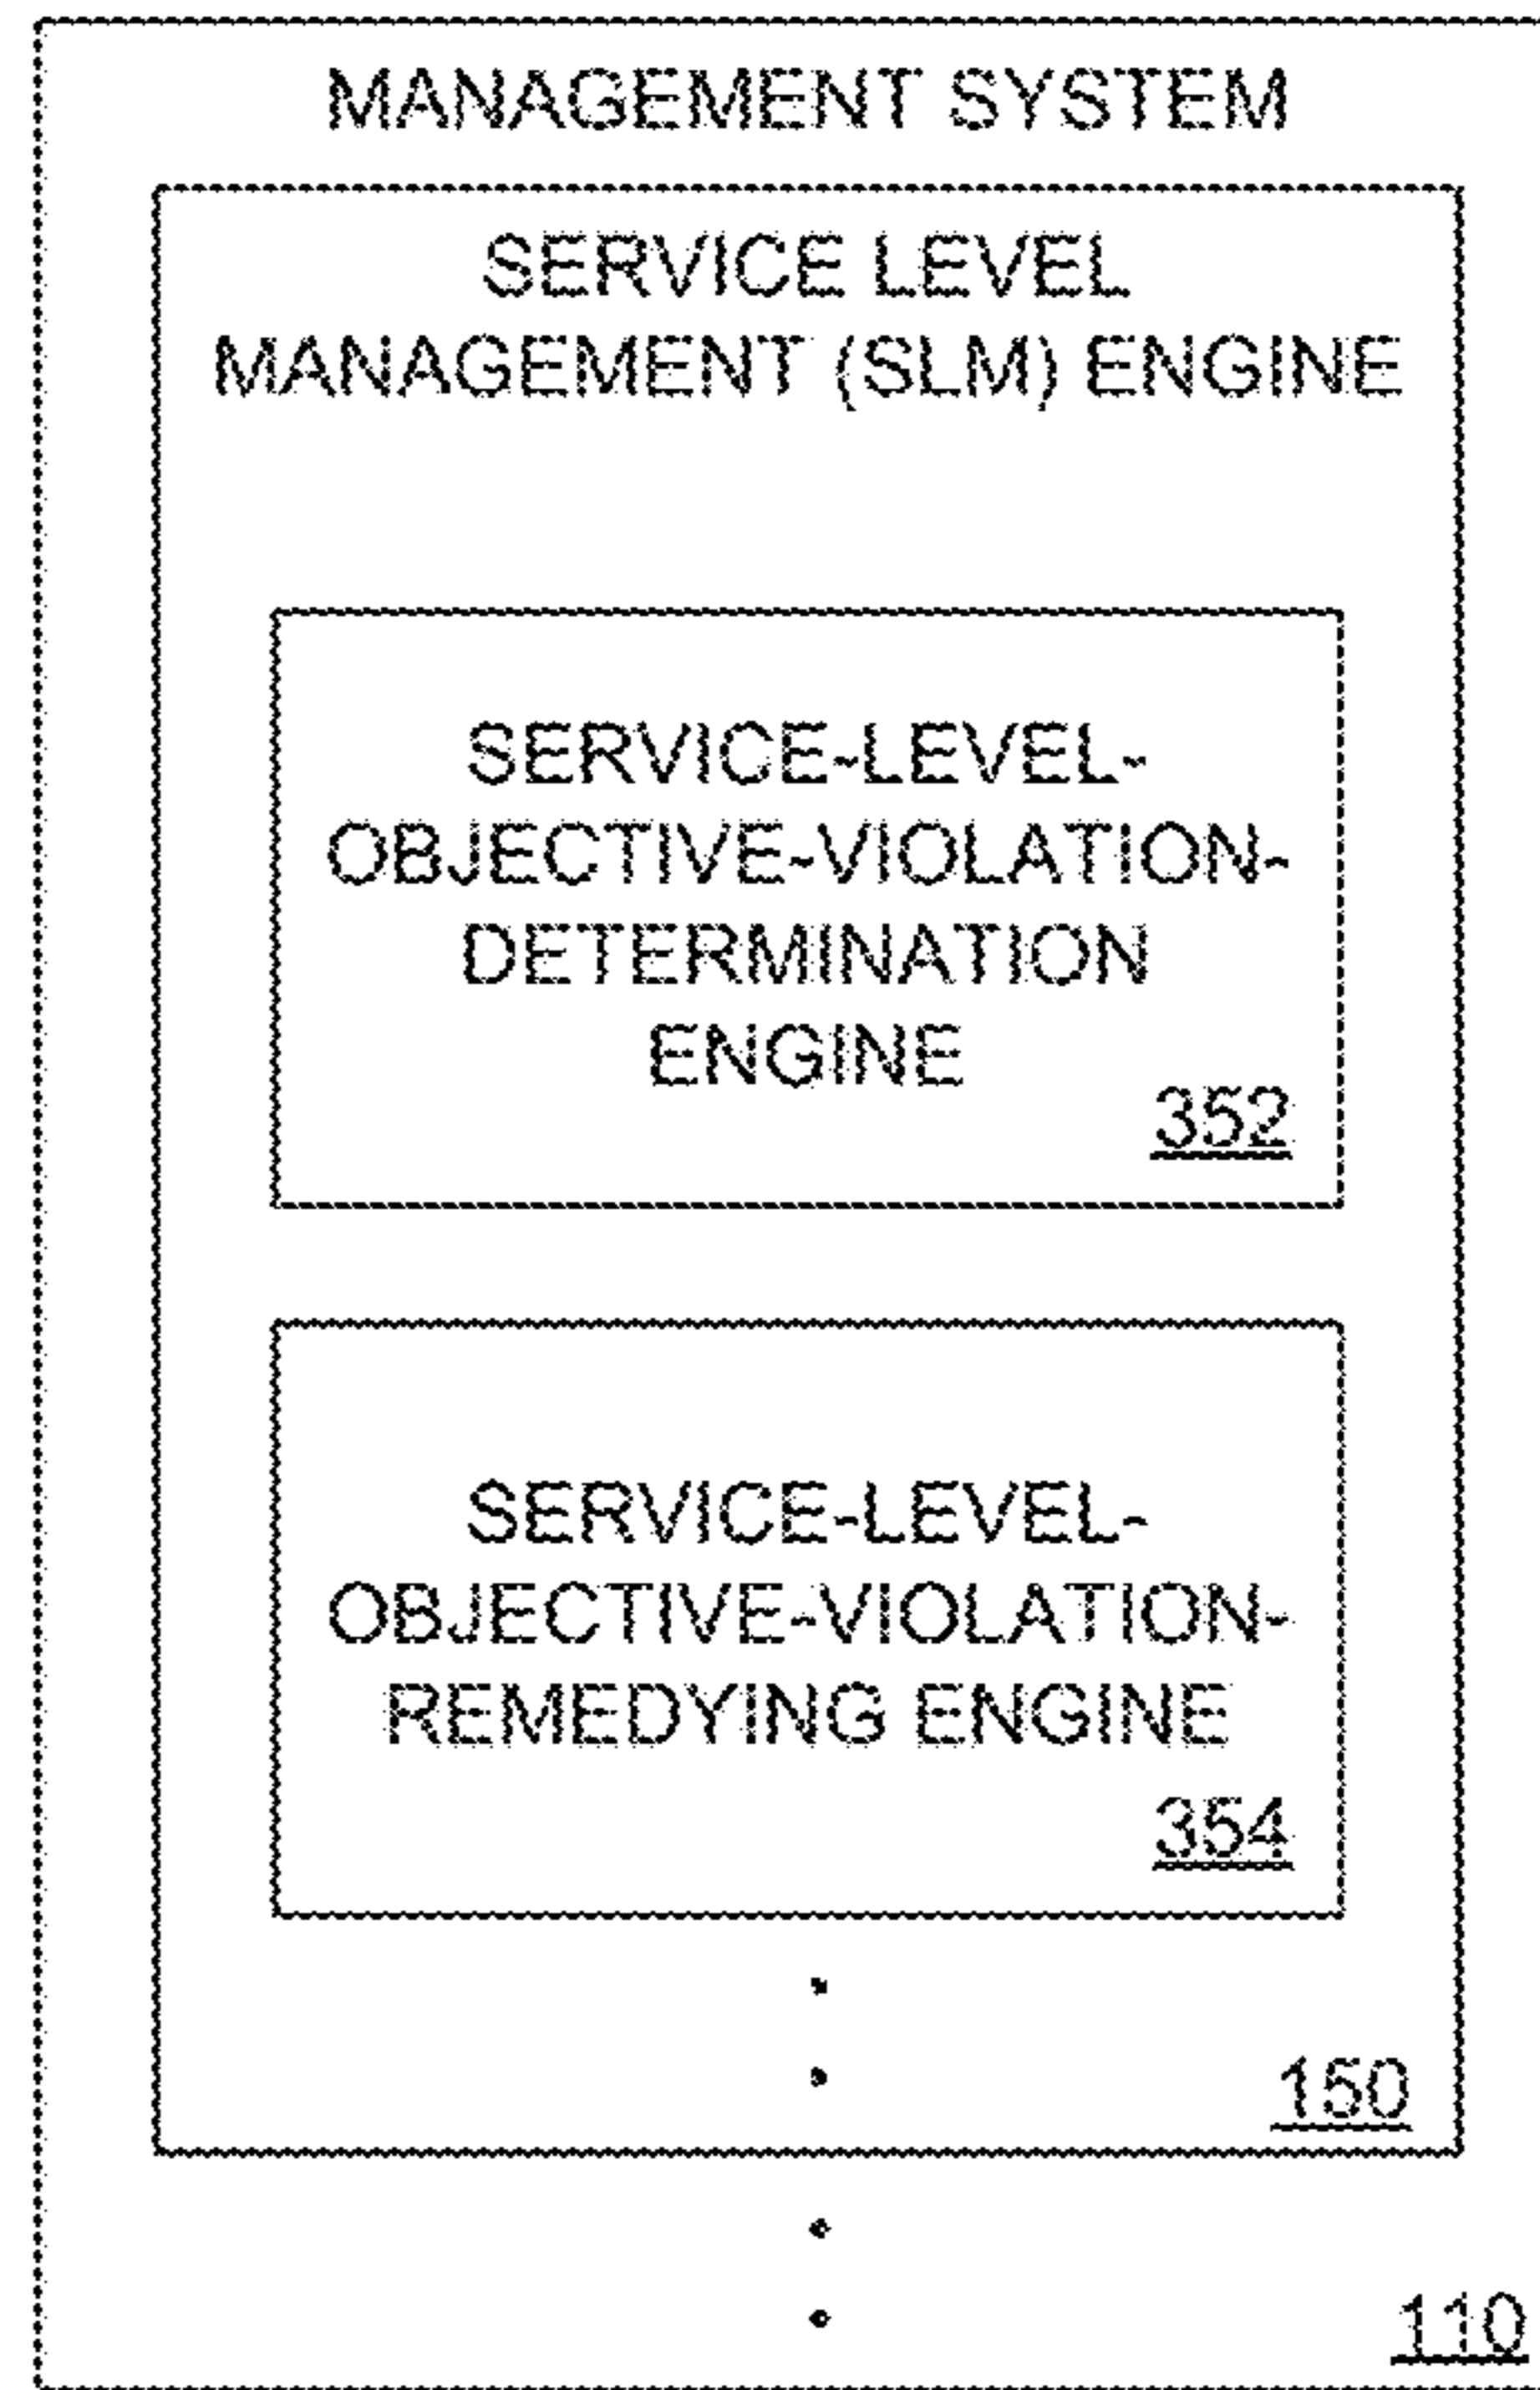 MANAGEMENT SYSTEM
SERVICE LEVEL
MANAGEMENT (SLM) ENGINE
SERVICE-LEVEL-
OBJECTIVE-VIOLATION-
DETERMINATION
ENGINE
352
SERVICE-LEVEL-
OBJECTIVE-VIOLATION-
REMEDYING ENGINE
354
150
110